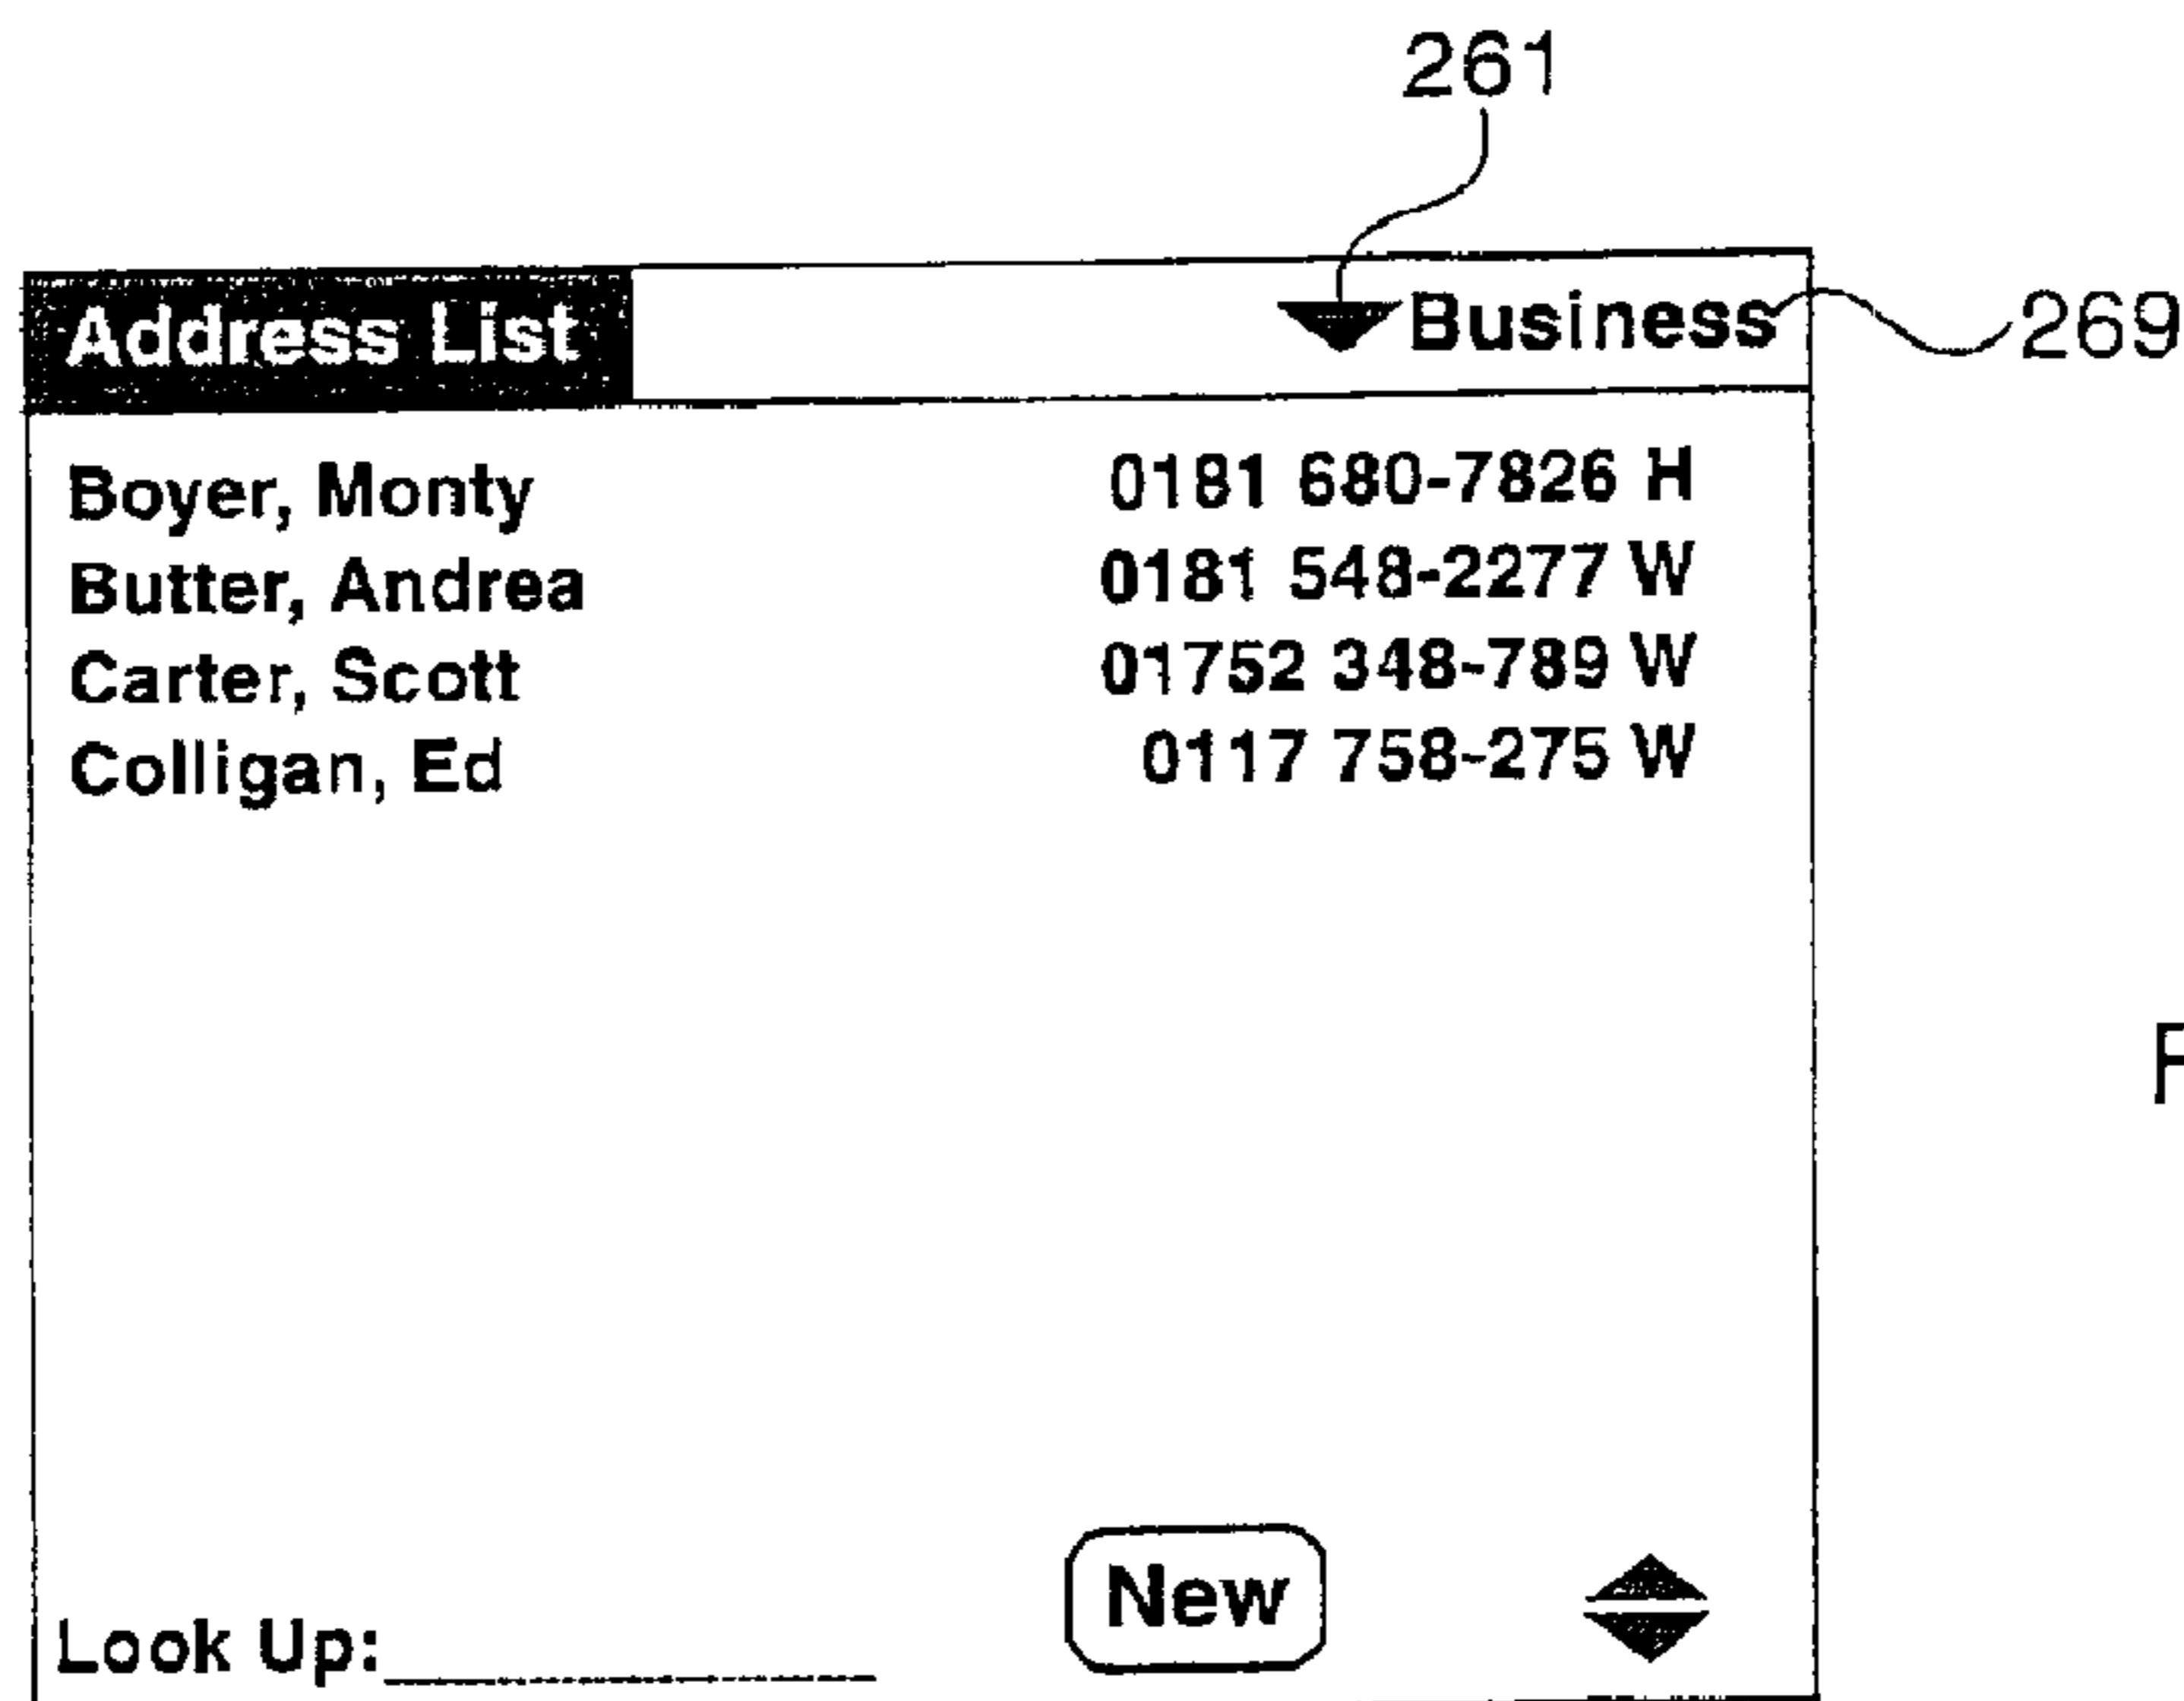 261
Address List Business 269
Boyer, Monty 0181 680-7826 H
Butter, Andrea 0181 548-2277 W
Carter, Scott 01752 348-789 W
Colligan, Ed 0117 758-275 W
New
Look Up: